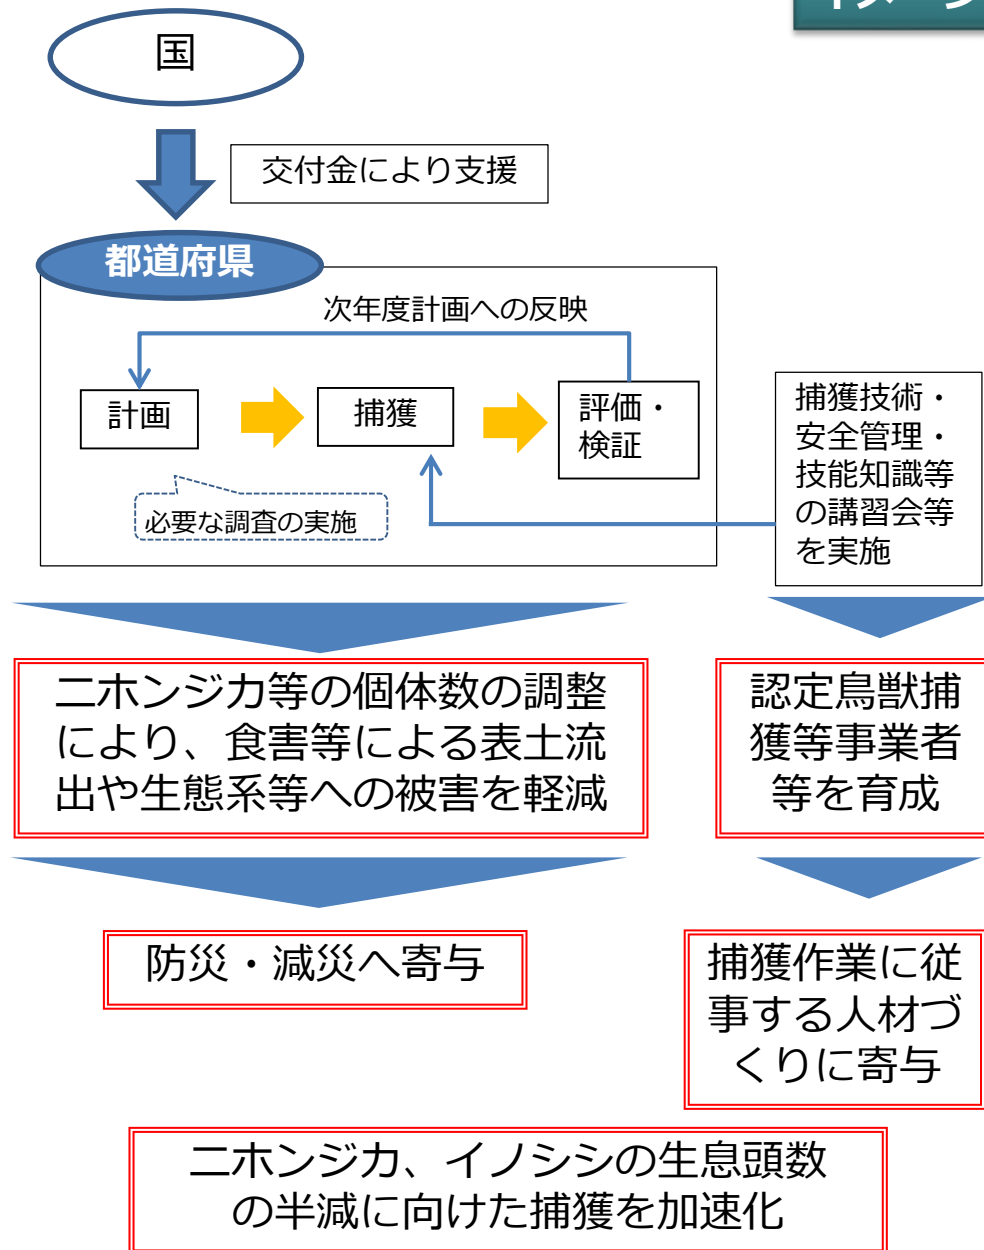 イメージ
国
交付金により支援
都道府県
次年度計画への反映
計画
捕獲
評価・
検証
必要な調査の実施
捕獲技術・
安全管理・
技能知識等
の講習会等
を実施
ニホンジカ等の個体数の調整
により、食害等による表土流
出や生態系等への被害を軽減
認定鳥獣捕
獲等事業者
等を育成
防災・減災へ寄与
捕獲作業に従
事する人材づ
くりに寄与
ニホンジカ、イノシシの生息頭数
の半減に向けた捕獲を加速化